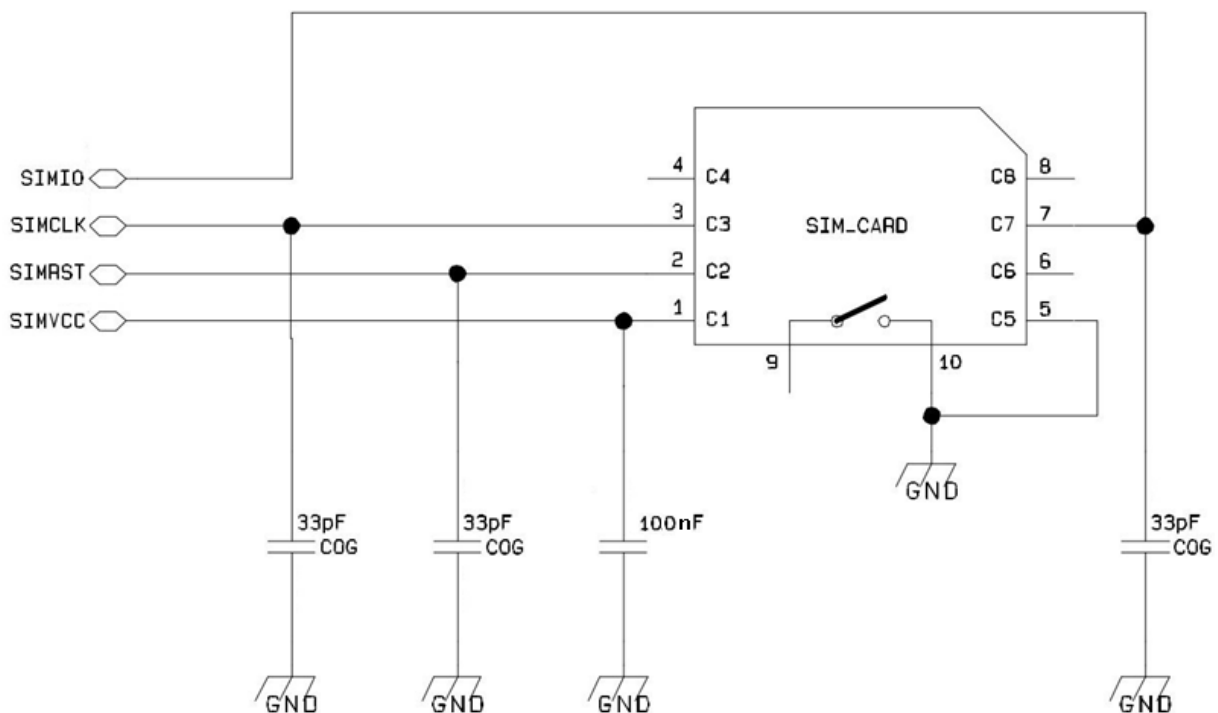 SIMIO
4 C4
C8 8
SIMCLK
3 C3
SIM_CARD
C7 7
SIMRST
2 C2
C6 6
SIMVCC
1 C1
C5 5
9
10
GND
33pF
COG
33pF
COG
100nF
33pF
COG
GND
GND
GND
GND